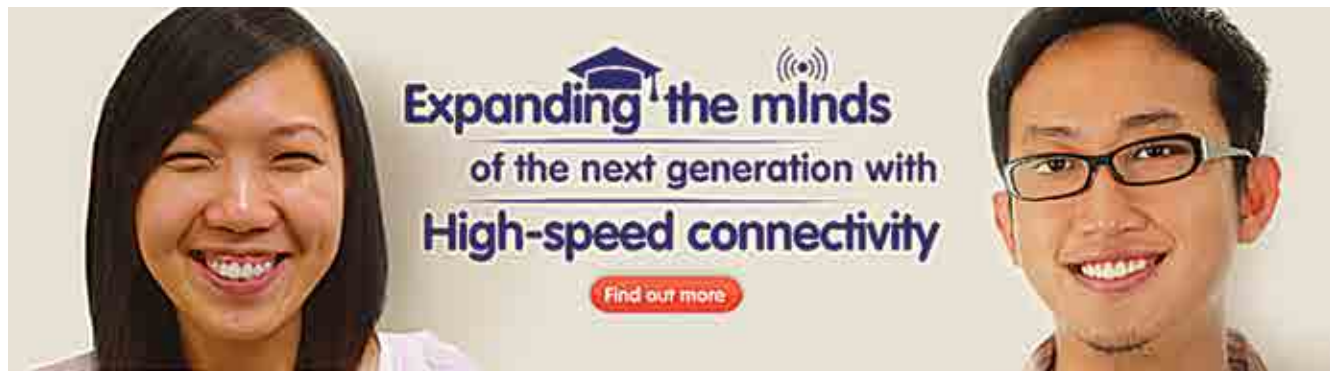 Expanding the minds
of the next generation with
High-speed connectivity
Find out more